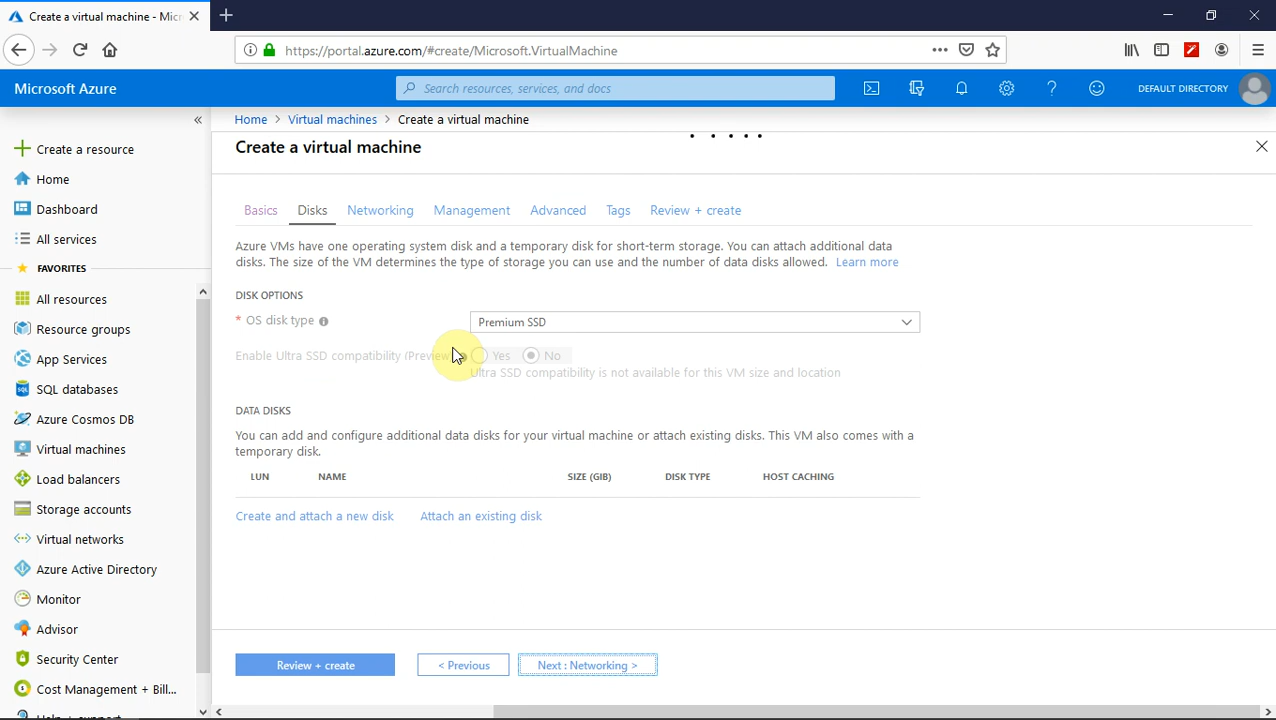 Create a virtual machine - Micr
https://portal.azure.com/#create/Microsoft.VirtualMachine
Microsoft Azure
Search resources, services, and docs
DEFAULT DIRECTORY
Create a resource
Home
Dashboard
All services
FAVORITES
All resources
Resource groups
App Services
SQL databases
Azure Cosmos DB
Virtual machines
Load balancers
Storage accounts
Virtual networks
Azure Active Directory
Monitor
Advisor
Security Center
Cost Management + Bill...
Help + support
Home > Virtual machines > Create a virtual machine
Create a virtual machine
Basics Disks Networking Management Advanced Tags Review + create
Azure VMs have one operating system disk and a temporary disk for short-term storage. You can attach additional data
disks. The size of the VM determines the type of storage you can use and the number of data disks allowed. Learn more
DISK OPTIONS
* OS disk type Premium SSD
Enable Ultra SSD compatibility (Preview Yes No
Ultra SSD compatibility is not available for this VM size and location
DATA DISKS
You can add and configure additional data disks for your virtual machine or attach existing disks. This VM also comes with a
temporary disk.
LUN NAME SIZE (GIB) DISK TYPE HOST CACHING
Create and attach a new disk Attach an existing disk
Review + create < Previous Next : Networking >